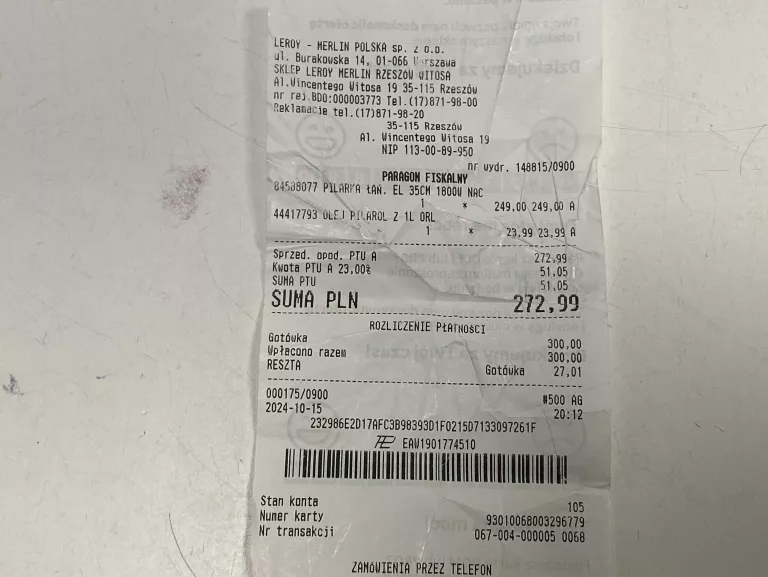 LEROY - MERLIN POLSKA sp. z o.o.
ul. Burakowska 14, 01-066 Warszawa
SKLEP LEROY MERLIN RZESZÓW WITOSA
Al.Wincentego Witosa 19 35-115 Rzeszów
nr rej.BDO:000003773 Tel.(17)871-98-00
Reklamacje tel.(17)871-98-20
35-115 Rzeszów
Al. Wincentego Witosa 19
NIP 113-00-89-950
nr wydr. 148815/0900
PARAGON FISKALNY
84588077 PILARKA ŁAŃ. EL 35CM 1800W NAC
1 * 249,00 249,00 A
44417793 OLEJ PILAROL Z 1L ORL
1 * 23,99 23,99 A
Sprzed. opod. PTU A 272,99
Kwota PTU A 23,00% 51,05
SUMA PTU 51,05
SUMA PLN 272,99
ROZLICZENIE PŁATNOŚCI
Gotówka 300,00
Wpłacono razem 300,00
RESZTA Gotówka 27,01
000175/0900 #500 AG
2024-10-15 20:12
232986E2D17AFC3B98393D1F0215D7133097261F
EAW1901774510
Stan konta 105
Numer karty 93010068003296779
Nr transakcji 067-004-000005 0068
ZAMÓWIENIA PRZEZ TELEFON